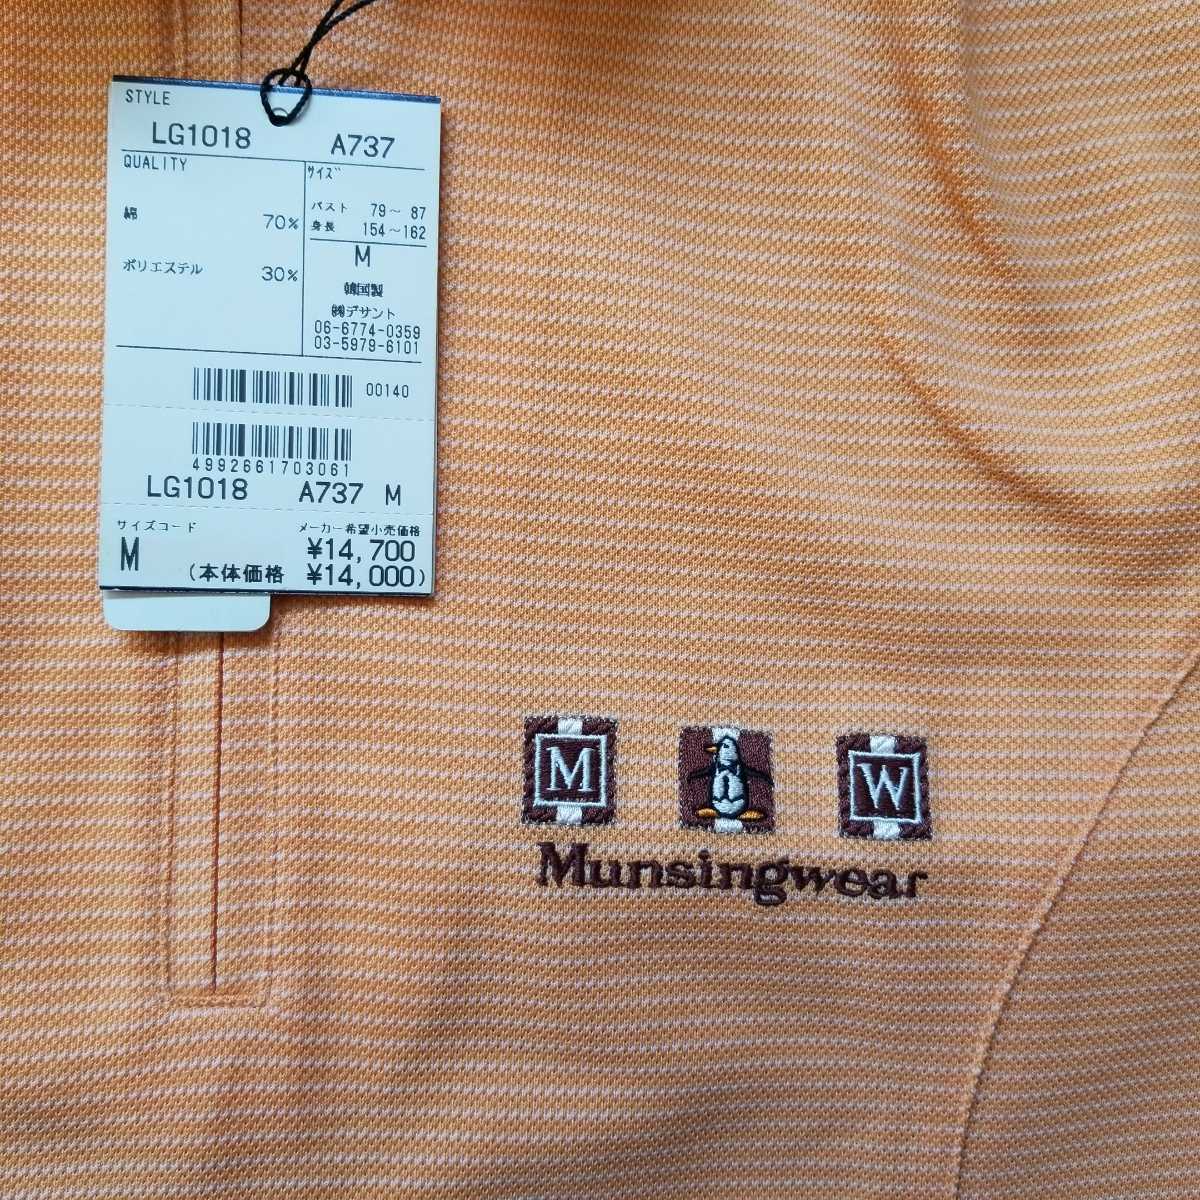 STYLE
LG1018 A737
QUALITY
綿 70%
ポリエステル 30%
サイズ
バスト 79～ 87
身長 154～162
M
韓国製
㈱デサント
06-6774-0359
03-5979-6101
00140
4992661703061
LG1018 A737 M
サイズコード
M
メーカー希望小売価格
¥14,700
(本体価格 ¥14,000)
M W
Munsingwear